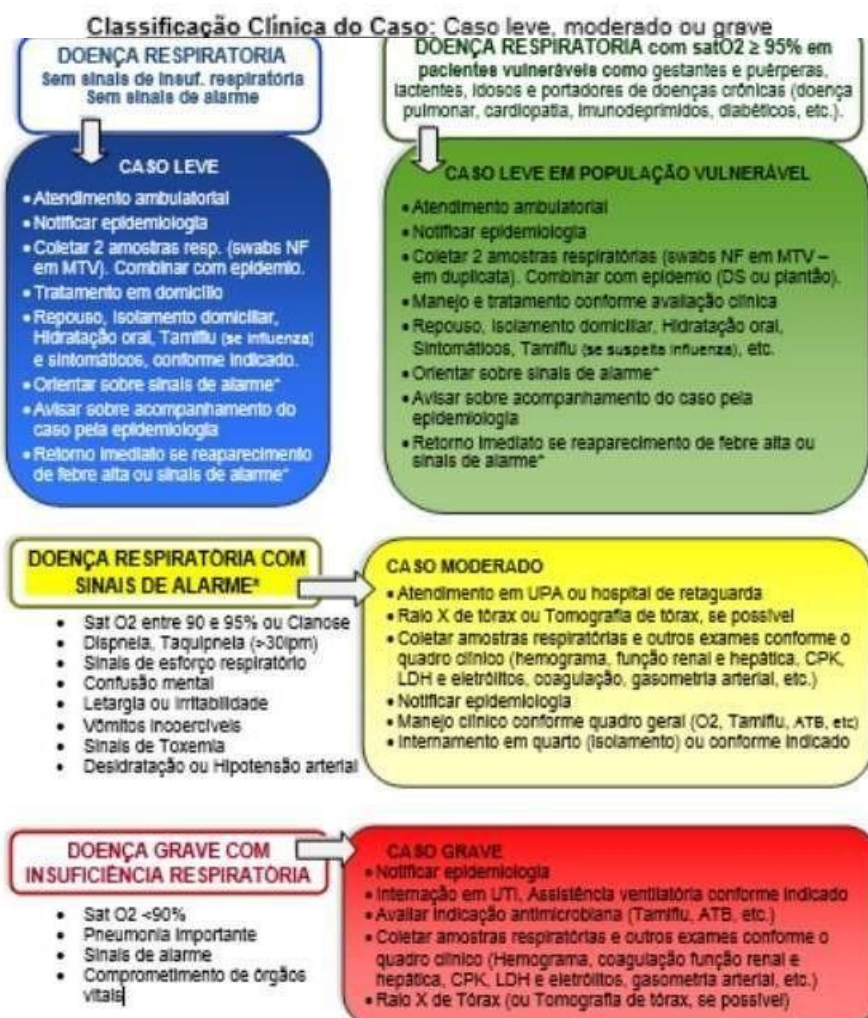 Classificação Clínica do Caso: Caso leve, moderado ou grave
DOENÇA RESPIRATORIA
Sem sinais de insuf. respiratória
Sem sinais de alarme
CASO LEVE
• Atendimento ambulatorial
• Notificar epidemiologia
• Coletar 2 amostras resp. (swabs NF
em MTV). Combinar com epidemio.
• Tratamento em domicílio
• Repouso, Isolamento domiciliar,
Hidratação oral, Tamiflu (se influenza)
e sintomáticos, conforme indicado.
• Orientar sobre sinais de alarme*
• Avisar sobre acompanhamento do
caso pela epidemiologia
• Retorno imediato se reaparecimento
de febre alta ou sinais de alarme*
DOENÇA RESPIRATÓRIA com satO2 ≥ 95% em
pacientes vulneráveis como gestantes e puérperas,
lactentes, idosos e portadores de doenças crônicas (doença
pulmonar, cardiopatia, imunodeprimidos, diabéticos, etc.).
CASO LEVE EM POPULAÇÃO VULNERÁVEL
• Atendimento ambulatorial
• Notificar epidemiologia
• Coletar 2 amostras respiratórias (swabs NF em MTV –
em duplicata). Combinar com epidemio (DS ou plantão).
• Manejo e tratamento conforme avaliação clínica
• Repouso, Isolamento domiciliar, Hidratação oral,
Sintomáticos, Tamiflu (se suspeita influenza), etc.
• Orientar sobre sinais de alarme*
• Avisar sobre acompanhamento do caso pela
epidemiologia
• Retorno imediato se reaparecimento de febre alta ou
sinais de alarme*
DOENÇA RESPIRATÓRIA COM
SINAIS DE ALARME*
• Sat O2 entre 90 e 95% ou Cianose
• Dispneia, Taquipneia (>30ipm)
• Sinais de esforço respiratório
• Confusão mental
• Letargia ou Irritabilidade
• Vômitos incoercíveis
• Sinais de Toxemia
• Desidratação ou Hipotensão arterial
CASO MODERADO
• Atendimento em UPA ou hospital de retaguarda
• Raio X de tórax ou Tomografia de tórax, se possível
• Coletar amostras respiratórias e outros exames conforme o
quadro clínico (hemograma, função renal e hepática, CPK,
LDH e eletrólitos, coagulação, gasometria arterial, etc.)
• Notificar epidemiologia
• Manejo clínico conforme quadro geral (O2, Tamiflu, ATB, etc)
• Internamento em quarto (isolamento) ou conforme indicado
DOENÇA GRAVE COM
INSUFICIÊNCIA RESPIRATÓRIA
• Sat O2 <90%
• Pneumonia importante
• Sinais de alarme
• Comprometimento de órgãos
vitais
CASO GRAVE
• Notificar epidemiologia
• Internação em UTI, Assistência ventilatória conforme indicado
• Avaliar indicação antimicrobiana (Tamiflu, ATB, etc.)
• Coletar amostras respiratórias e outros exames conforme o
quadro clínico (Hemograma, coagulação função renal e
hepática, CPK, LDH e eletrólitos, gasometria arterial, etc.)
• Raio X de Tórax (ou Tomografia de tórax, se possível)